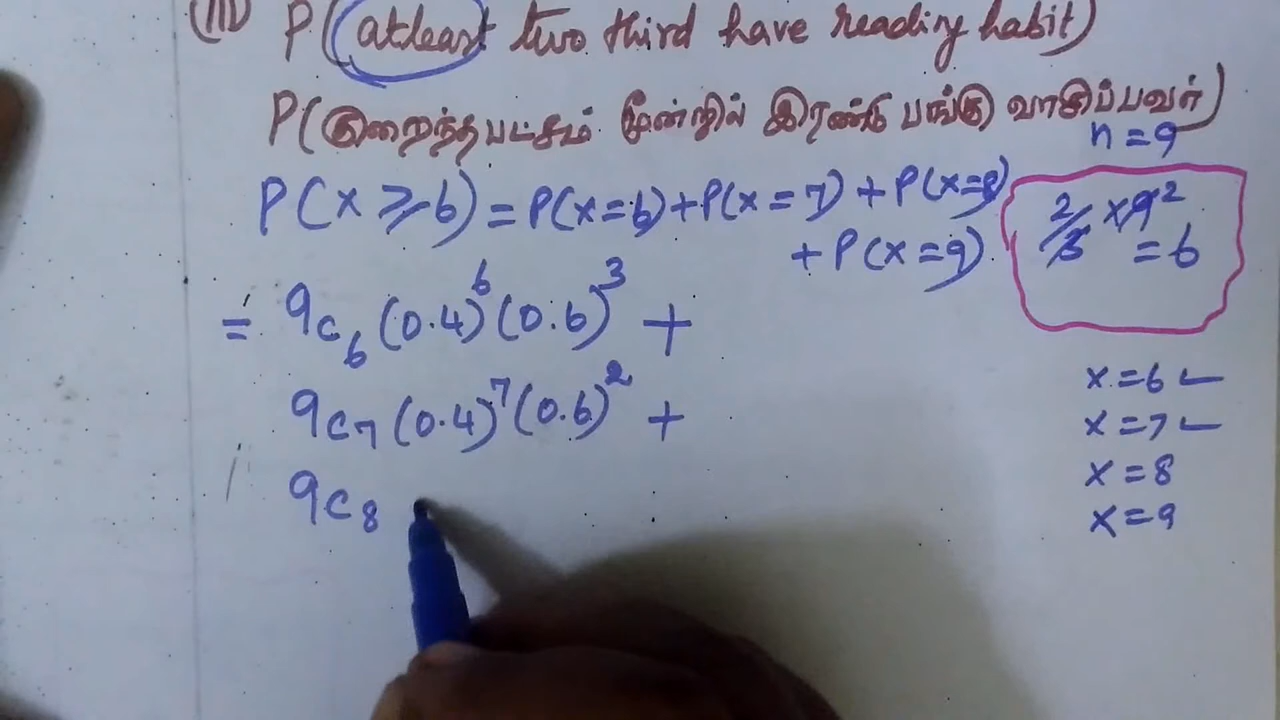 (III) P(atleast two third have reading habit)
P(குறைந்தபட்சம் மூன்றில் இரண்டு பங்கு வாசிப்பவர்)
n=9
P(x≥6) = P(x=6)+P(x=7)+P(x=8)
+P(x=9)
2/3 x9² =6
= 9c₆ (0.4)⁶ (0.6)³ +
9c₇ (0.4)⁷ (0.6)² +
9c₈
x=6 ✓
x=7 ✓
x=8
x=9